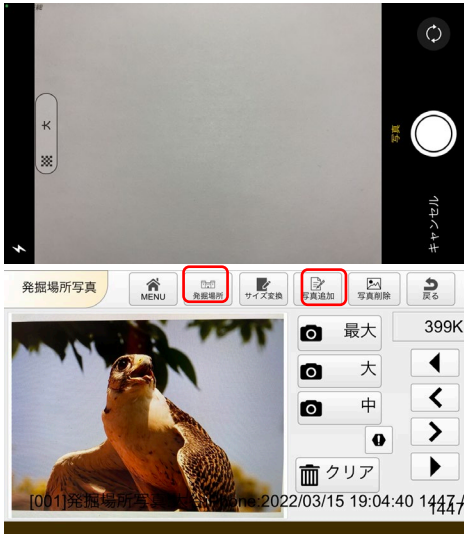 大
写真
キャンセル
発掘場所写真
MENU
発掘場所
サイズ変換
写真追加
写真削除
戻る
最大
399K
大
中
クリア
[001]発掘場所写真
phone:2022/03/15 19:04:40 1447
1447